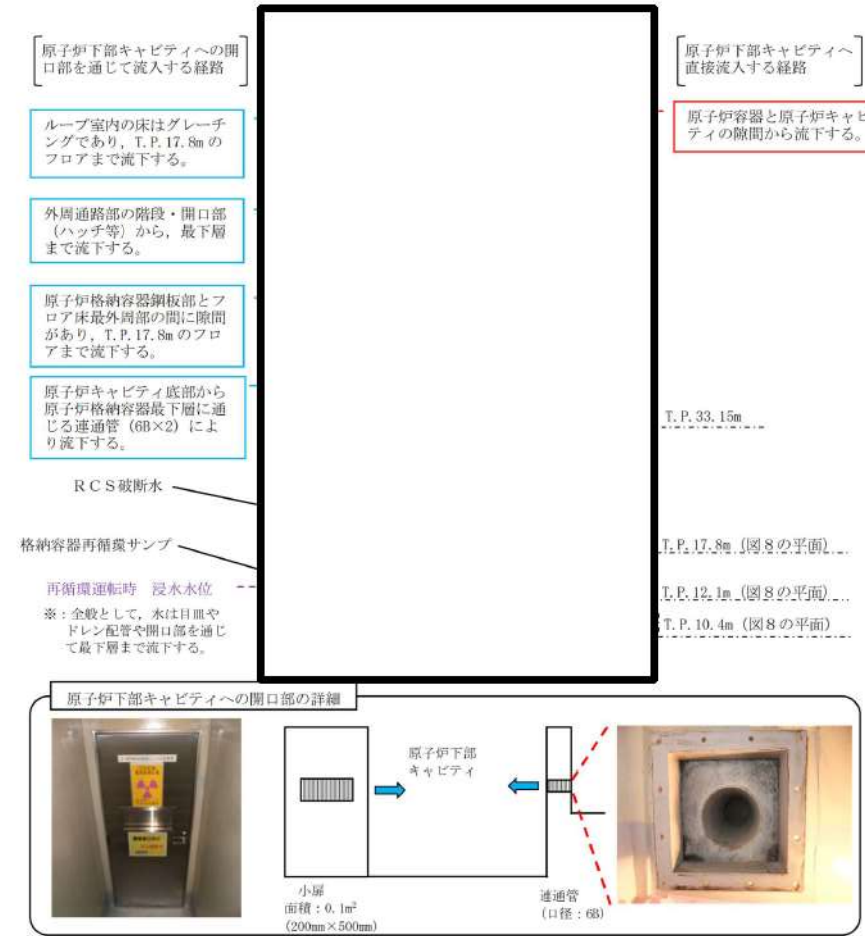 原子炉下部キャビティへの開
口部を通じて流入する経路
原子炉下部キャビティへ
直接流入する経路
ループ室内の床はグレーチ
ングであり，T.P.17.8mの
フロアまで流下する。
原子炉容器と原子炉キャビ
ティの隙間から流下する。
外周通路部の階段・開口部
（ハッチ等）から，最下層
まで流下する。
原子炉格納容器鋼板部とフ
ロア床最外周部の間に隙間
があり，T.P.17.8mのフロ
アまで流下する。
原子炉キャビティ底部から
原子炉格納容器最下層に通
じる連通管（6B×2）によ
り流下する。
T.P.33.15m
ＲＣＳ破断水
格納容器再循環サンプ
T.P.17.8m（図８の平面）
再循環運転時　浸水水位
T.P.12.1m（図８の平面）
※：全般として，水は目皿や
ドレン配管や開口部を通じ
て最下層まで流下する。
T.P.10.4m（図８の平面）
原子炉下部キャビティへの開口部の詳細
原子炉下部
キャビティ
小扉
面積：0.1m²
(200mm×500mm)
連通管
(口径：6B)